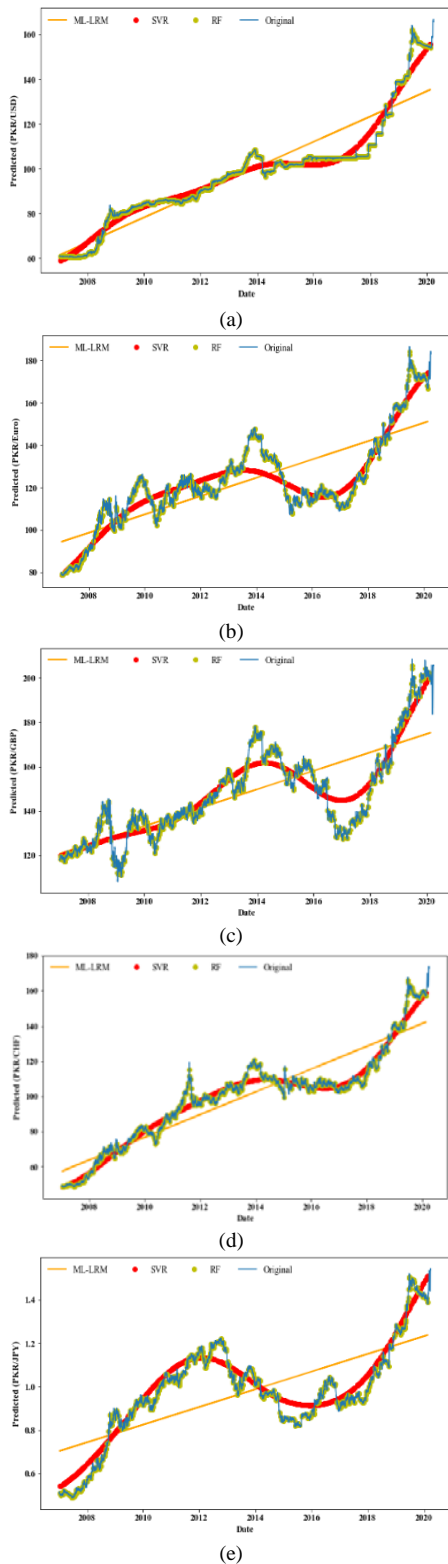 ML-LRM SVR RF Original
160
140
120
100
80
60
Predicted (PKR/USD)
2008 2010 2012 2014 2016 2018 2020
Date
(a)
ML-LRM SVR RF Original
180
160
140
120
100
80
Predicted (PKR/Euro)
2008 2010 2012 2014 2016 2018 2020
Date
(b)
ML-LRM SVR RF Original
200
180
160
140
120
Predicted (PKR/GBP)
2008 2010 2012 2014 2016 2018 2020
Date
(c)
ML-LRM SVR RF Original
180
160
140
120
100
80
60
Predicted (PKR/CHF)
2008 2010 2012 2014 2016 2018 2020
Date
(d)
ML-LRM SVR RF Original
1.4
1.2
1.0
0.8
0.6
Predicted (PKR/JPY)
2008 2010 2012 2014 2016 2018 2020
Date
(e)